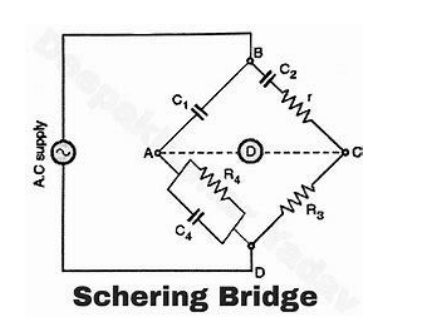 B
C2
C1
r
A.C supply
A
D
C
R4
R3
C4
D
Schering Bridge